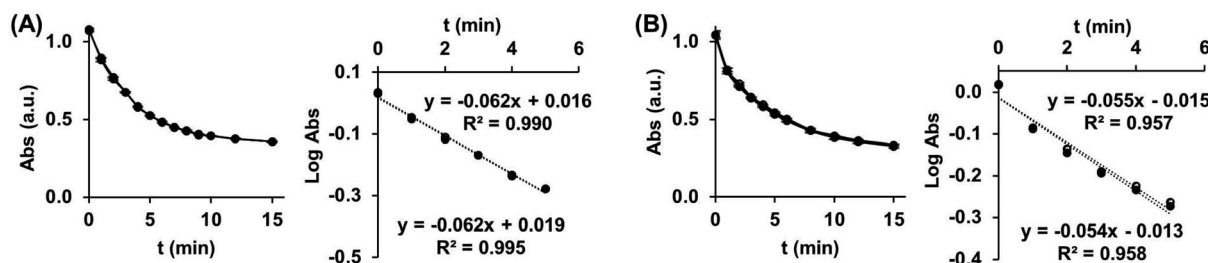 (A)
Abs (a.u.)
1.0
0.5
0.0
0 5 10 15
t (min)
t (min)
0 2 4 6
Log Abs
0.1
-0.1
-0.3
-0.5
y = -0.062x + 0.016
R² = 0.990
y = -0.062x + 0.019
R² = 0.995
(B)
Abs (a.u.)
1.0
0.5
0.0
0 5 10 15
t (min)
t (min)
0 2 4 6
Log Abs
0.0
-0.1
-0.2
-0.3
-0.4
y = -0.055x - 0.015
R² = 0.957
y = -0.054x - 0.013
R² = 0.958